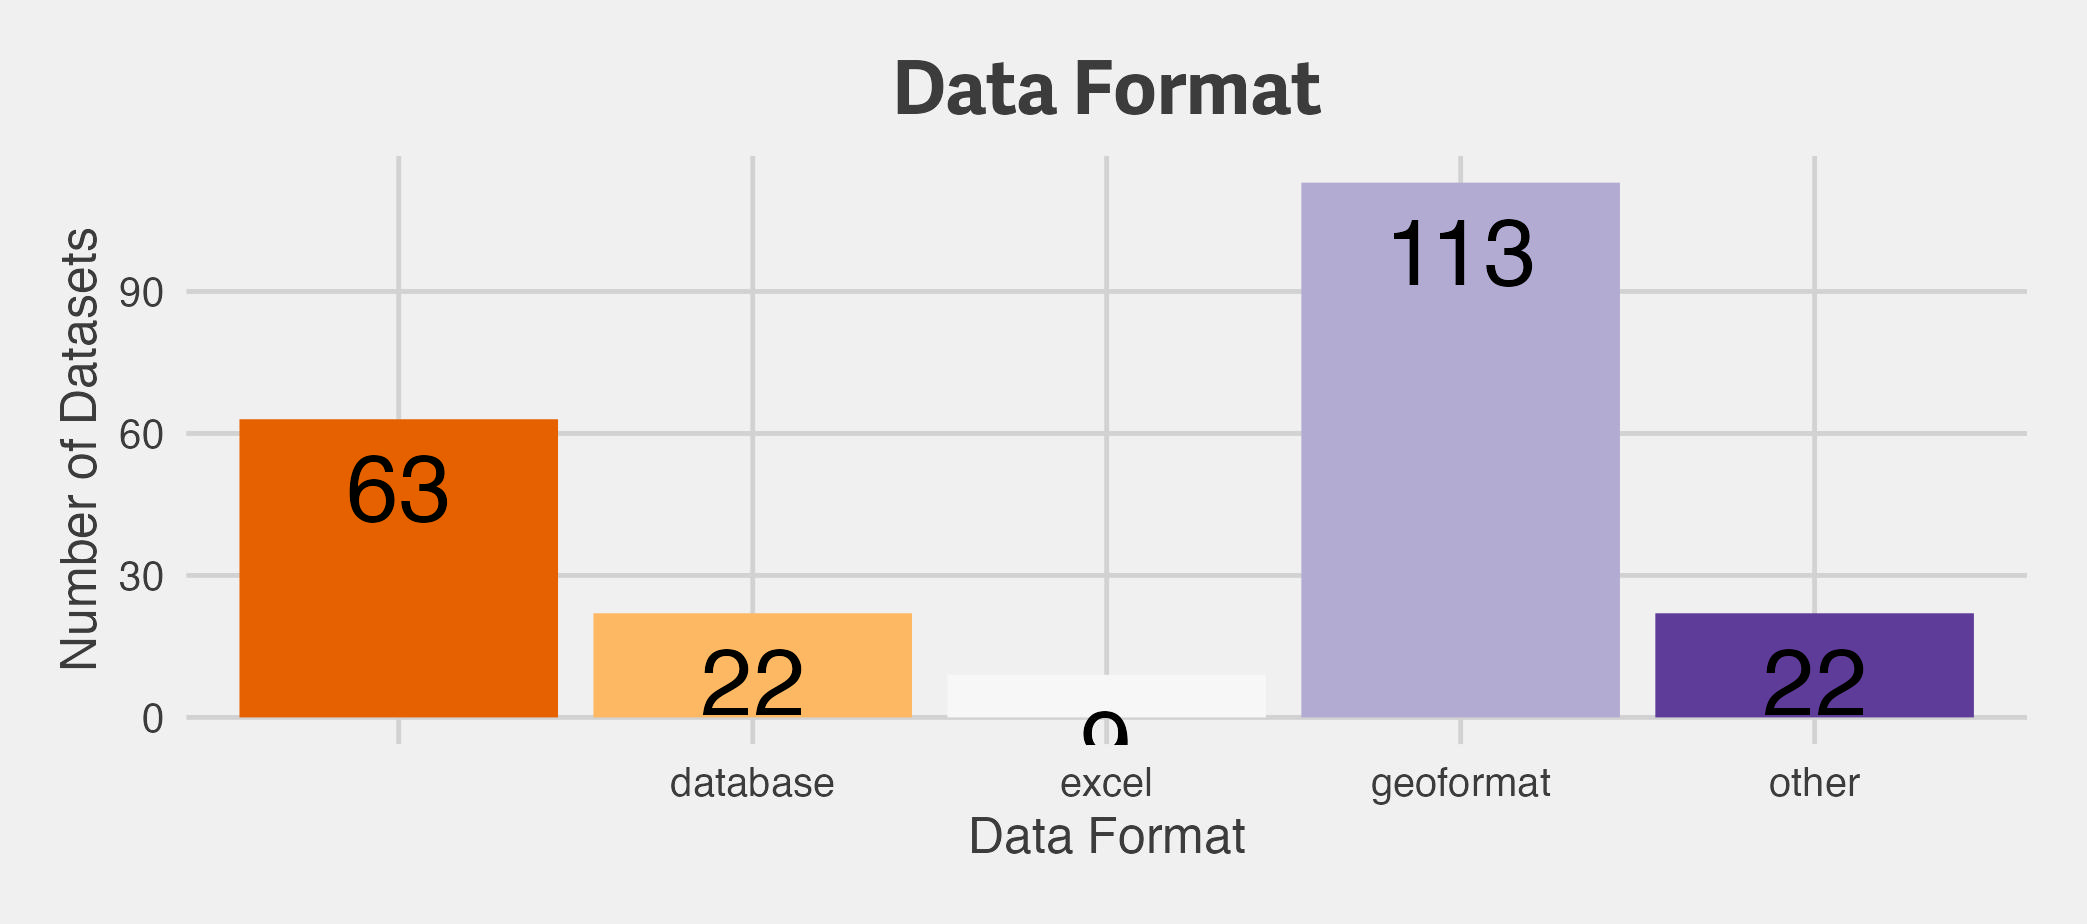 Data Format
Number of Datasets
90
60
30
0
63
22
9
113
22
database excel geoformat other
Data Format